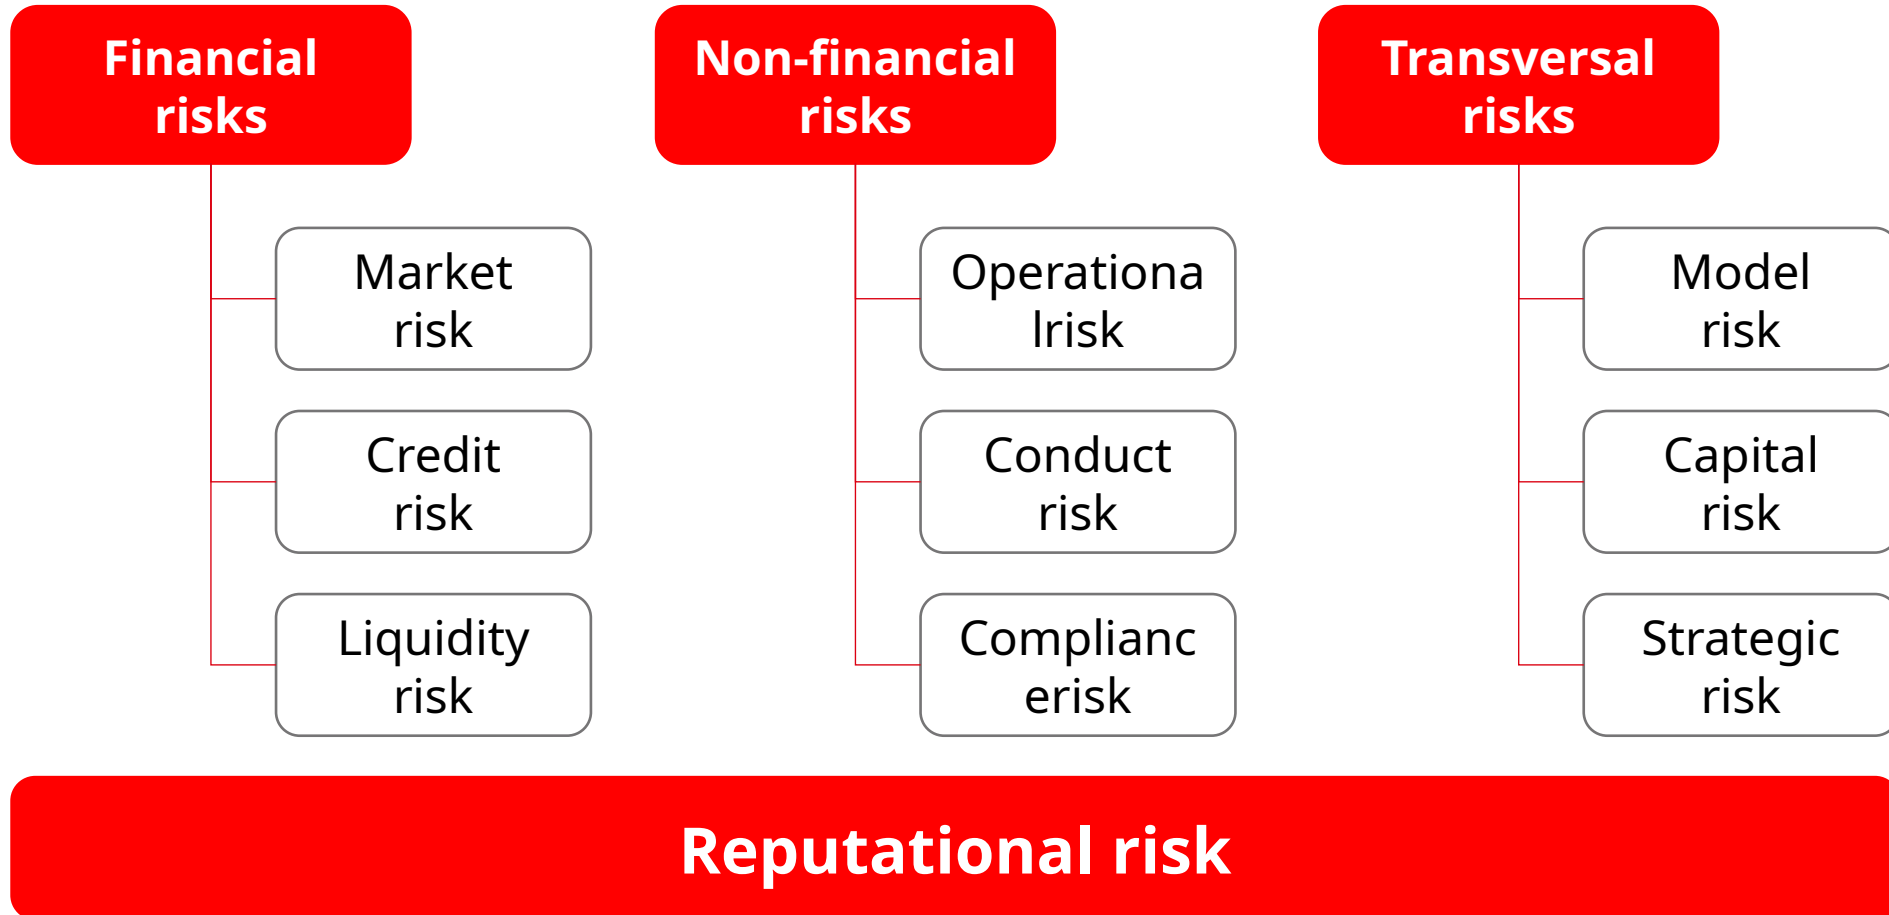 Financial
risks
Market
risk
Credit
risk
Liquidity
risk
Non-financial
risks
Operationa
lrisk
Conduct
risk
Complianc
erisk
Transversal
risks
Model
risk
Capital
risk
Strategic
risk
Reputational risk